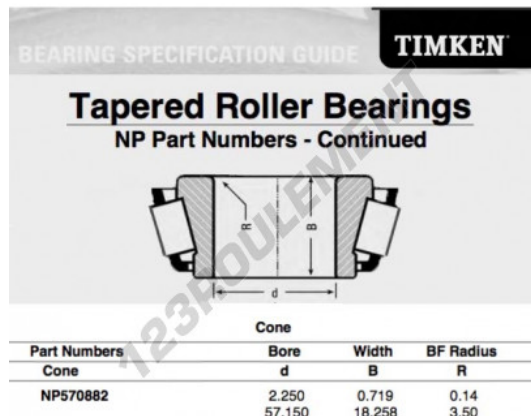 BEARING SPECIFICATION GUIDE
TIMKEN
Tapered Roller Bearings
NP Part Numbers - Continued
R
B
d
123ROULEMENT
Cone
Part Numbers Bore Width BF Radius
Cone d B R
NP570882 2.250 0.719 0.14
57.150 18.258 3.50